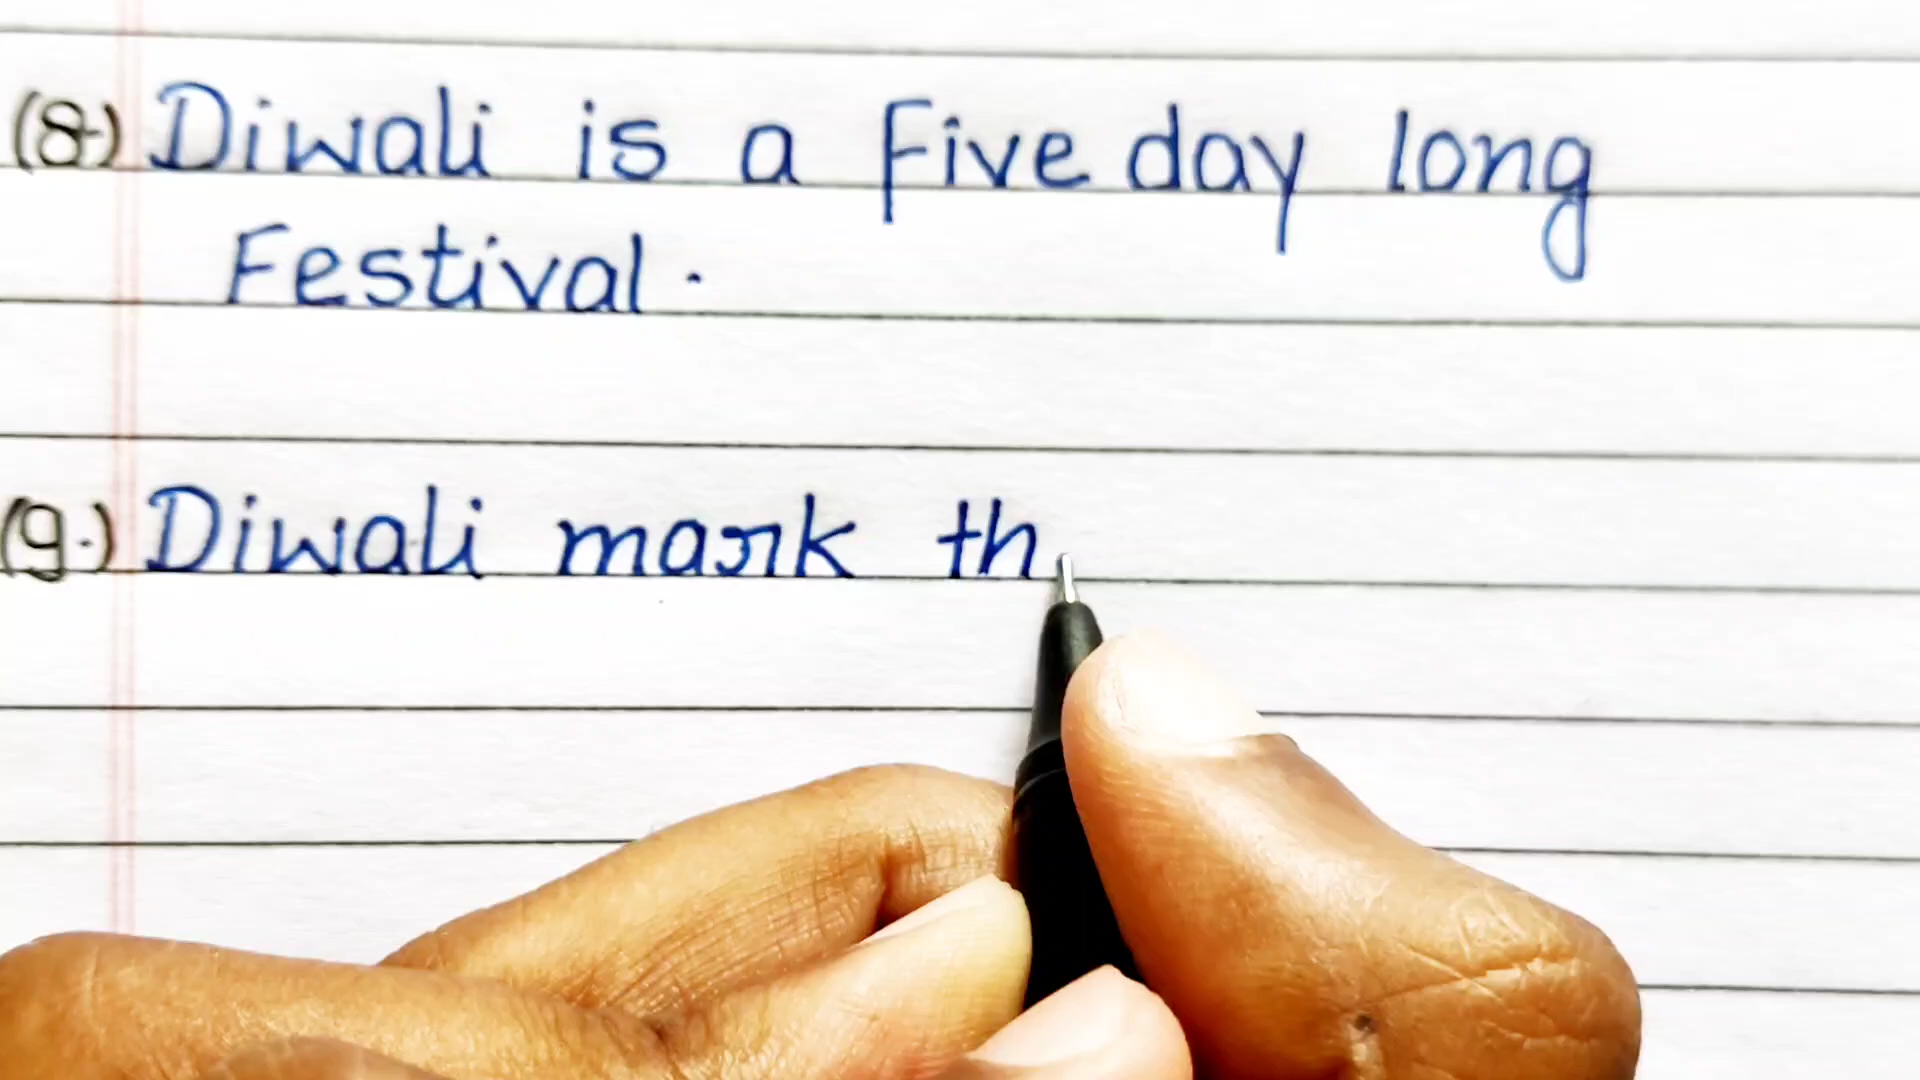 (8.) Diwali is a Five day long
Festival.
(9.) Diwali mark th